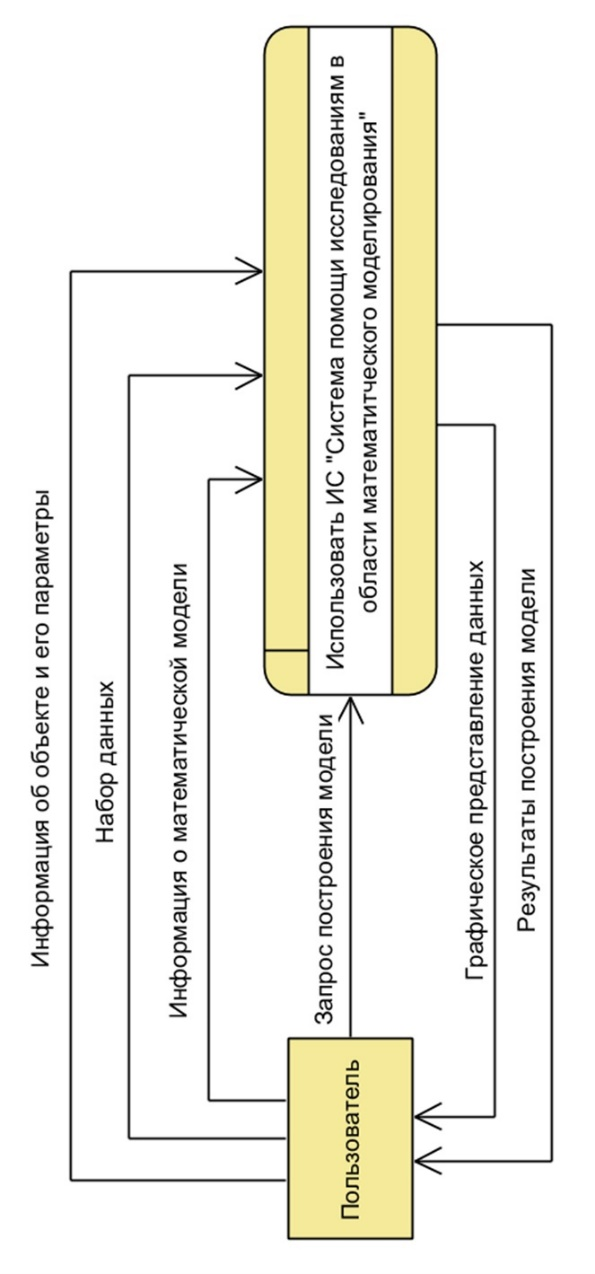 Информация об объекте и его параметры
Набор данных
Информация о математической модели
Запрос построения модели
Пользователь
Использовать ИС "Система помощи исследованиям в
области математитческого моделирования"
Графическое представление данных
Результаты построения модели